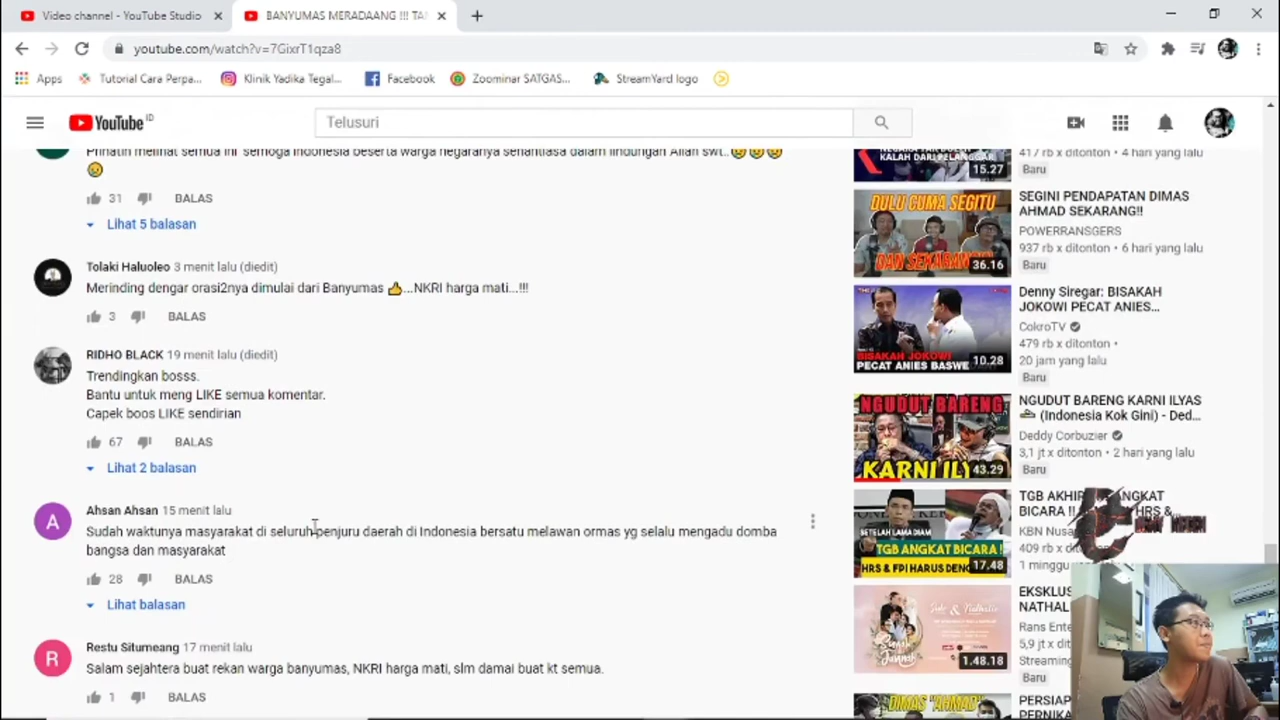 Video channel - YouTube Studio
BANYUMAS MERADAANG !!! TAN
youtube.com/watch?v=7GixrT1qza8
Apps
Tutorial Cara Perpa...
Klinik Yadika Tegal...
Facebook
Zoominar SATGAS...
StreamYard logo
YouTube ID
Telusuri
Prihatin melihat semua ini semoga Indonesia beserta warga negaranya senantiasa dalam lindungan Allah swt..😢😢😢
😢
31 BALAS
Lihat 5 balasan
Tolaki Haluoleo 3 menit lalu (diedit)
Merinding dengar orasi2nya dimulai dari Banyumas 👍...NKRI harga mati...!!!
3 BALAS
RIDHO BLACK 19 menit lalu (diedit)
Trendingkan bosss.
Bantu untuk meng LIKE semua komentar.
Capek boos LIKE sendirian
67 BALAS
Lihat 2 balasan
A
Ahsan Ahsan 15 menit lalu
Sudah waktunya masyarakat di seluruh penjuru daerah di Indonesia bersatu melawan ormas yg selalu mengadu domba
bangsa dan masyarakat
28 BALAS
Lihat balasan
R
Restu Situmeang 17 menit lalu
Salam sejahtera buat rekan warga banyumas, NKRI harga mati, slm damai buat kt semua.
1 BALAS
KALAH DARI PELANGGAR
15.27
417 rb x ditonton • 4 hari yang lalu
Baru
DULU CUMA SEGITU
DAN SEKARANG
36.16
SEGINI PENDAPATAN DIMAS
AHMAD SEKARANG!!
POWERRANSGERS
937 rb x ditonton • 6 hari yang lalu
Baru
BISAKAH JOKOWI
PECAT ANIES BASWE
10.28
Denny Siregar: BISAKAH
JOKOWI PECAT ANIES...
CokroTV
479 rb x ditonton •
20 jam yang lalu
Baru
NGUDUT BARENG
KARNI IL
43.29
NGUDUT BARENG KARNI ILYAS
(Indonesia Kok Gini) - Ded...
Deddy Corbuzier
3,1 jt x ditonton • 2 hari yang lalu
Baru
SETELAH LAMA DIAM
TGB ANGKAT BICARA !
HRS & FPI HARUS DENG
17.48
TGB AKHIR ANGKAT
BICARA !! HRS &...
KBN Nusa
409 rb x
1 minggu
1.48.18
EKSKLUS
NATHAL
Rans Ente
5,9 jt x
Streaming
Baru
DIMAS "AHMAD"
PERSIAP
PERNIKA